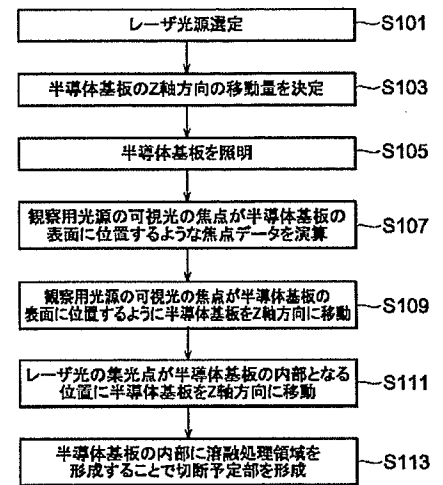 レーザ光源選定
S101
半導体基板のZ軸方向の移動量を決定
S103
半導体基板を照明
S105
観察用光源の可視光の焦点が半導体基板の
表面に位置するような焦点データを演算
S107
観察用光源の可視光の焦点が半導体基板の
表面に位置するように半導体基板をZ軸方向に移動
S109
レーザ光の集光点が半導体基板の内部となる
位置に半導体基板をZ軸方向に移動
S111
半導体基板の内部に溶融処理領域を
形成することで切断予定部を形成
S113